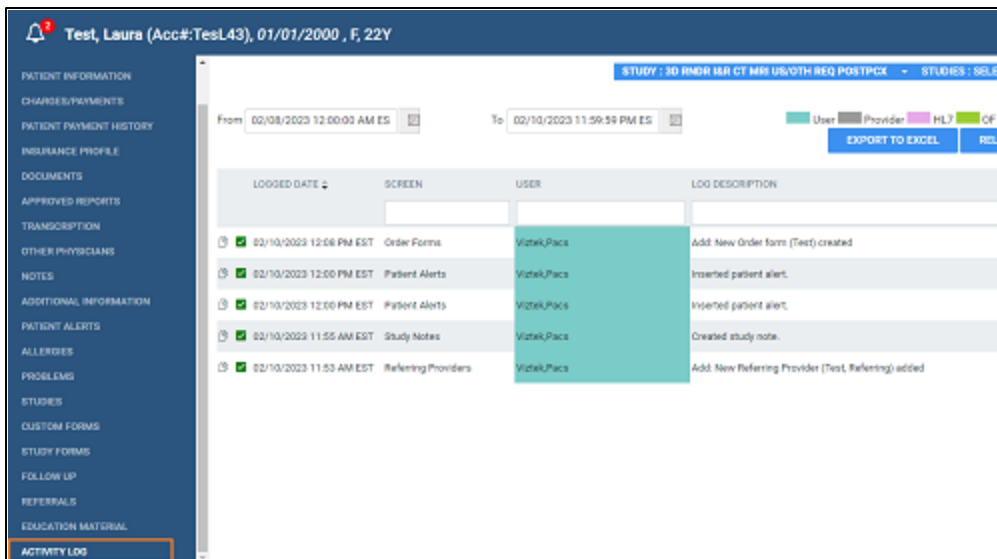 2
Test, Laura (Acc#:TesL43), 01/01/2000 , F, 22Y
STUDY : 3D RNDR I&R CT MRI US/OTH REQ POSTPCX STUDIES : SELE
PATIENT INFORMATION
CHARGES/PAYMENTS
PATIENT PAYMENT HISTORY
INSURANCE PROFILE
DOCUMENTS
APPROVED REPORTS
TRANSCRIPTION
OTHER PHYSICIANS
NOTES
ADDITIONAL INFORMATION
PATIENT ALERTS
ALLERGIES
PROBLEMS
STUDIES
CUSTOM FORMS
STUDY FORMS
FOLLOW UP
REFERRALS
EDUCATION MATERIAL
ACTIVITY LOG
From 02/08/2023 12:00:00 AM ES To 02/10/2023 11:59:59 PM ES User Provider HL7 OF
EXPORT TO EXCEL REL
LOGGED DATE SCREEN USER LOG DESCRIPTION
02/10/2023 12:08 PM EST Order Forms Viztek,Pacs Add: New Order form (Test) created
02/10/2023 12:00 PM EST Patient Alerts Viztek,Pacs Inserted patient alert.
02/10/2023 12:00 PM EST Patient Alerts Viztek,Pacs Inserted patient alert.
02/10/2023 11:55 AM EST Study Notes Viztek,Pacs Created study note.
02/10/2023 11:53 AM EST Referring Providers Viztek,Pacs Add: New Referring Provider (Test, Referring) added